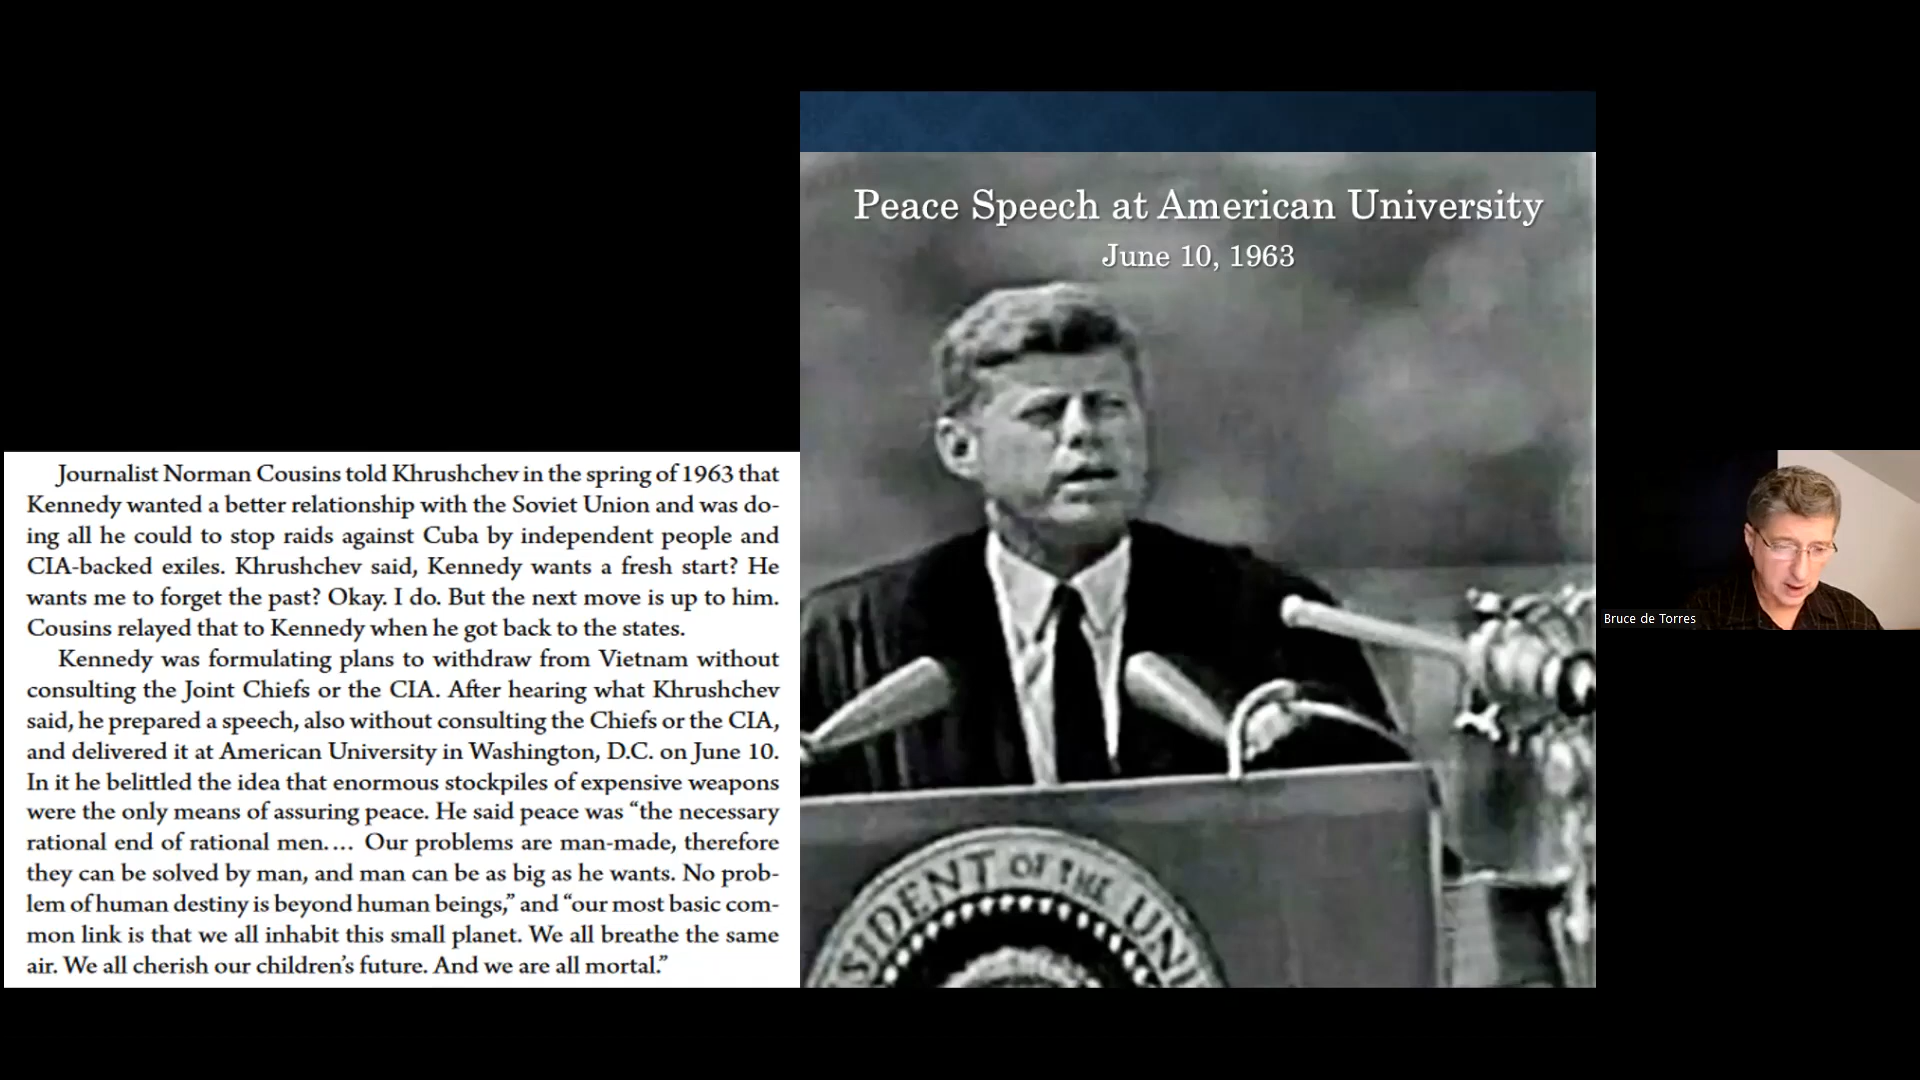 Peace Speech at American University
June 10, 1963
Journalist Norman Cousins told Khrushchev in the spring of 1963 that
Kennedy wanted a better relationship with the Soviet Union and was do-
ing all he could to stop raids against Cuba by independent people and
CIA-backed exiles. Khrushchev said, Kennedy wants a fresh start? He
wants me to forget the past? Okay. I do. But the next move is up to him.
Cousins relayed that to Kennedy when he got back to the states.
Kennedy was formulating plans to withdraw from Vietnam without
consulting the Joint Chiefs or the CIA. After hearing what Khrushchev
said, he prepared a speech, also without consulting the Chiefs or the CIA,
and delivered it at American University in Washington, D.C. on June 10.
In it he belittled the idea that enormous stockpiles of expensive weapons
were the only means of assuring peace. He said peace was “the necessary
rational end of rational men.… Our problems are man-made, therefore
they can be solved by man, and man can be as big as he wants. No prob-
lem of human destiny is beyond human beings,” and “our most basic com-
mon link is that we all inhabit this small planet. We all breathe the same
air. We all cherish our children’s future. And we are all mortal.”
SIDENT OF THE UNI
Bruce de Torres